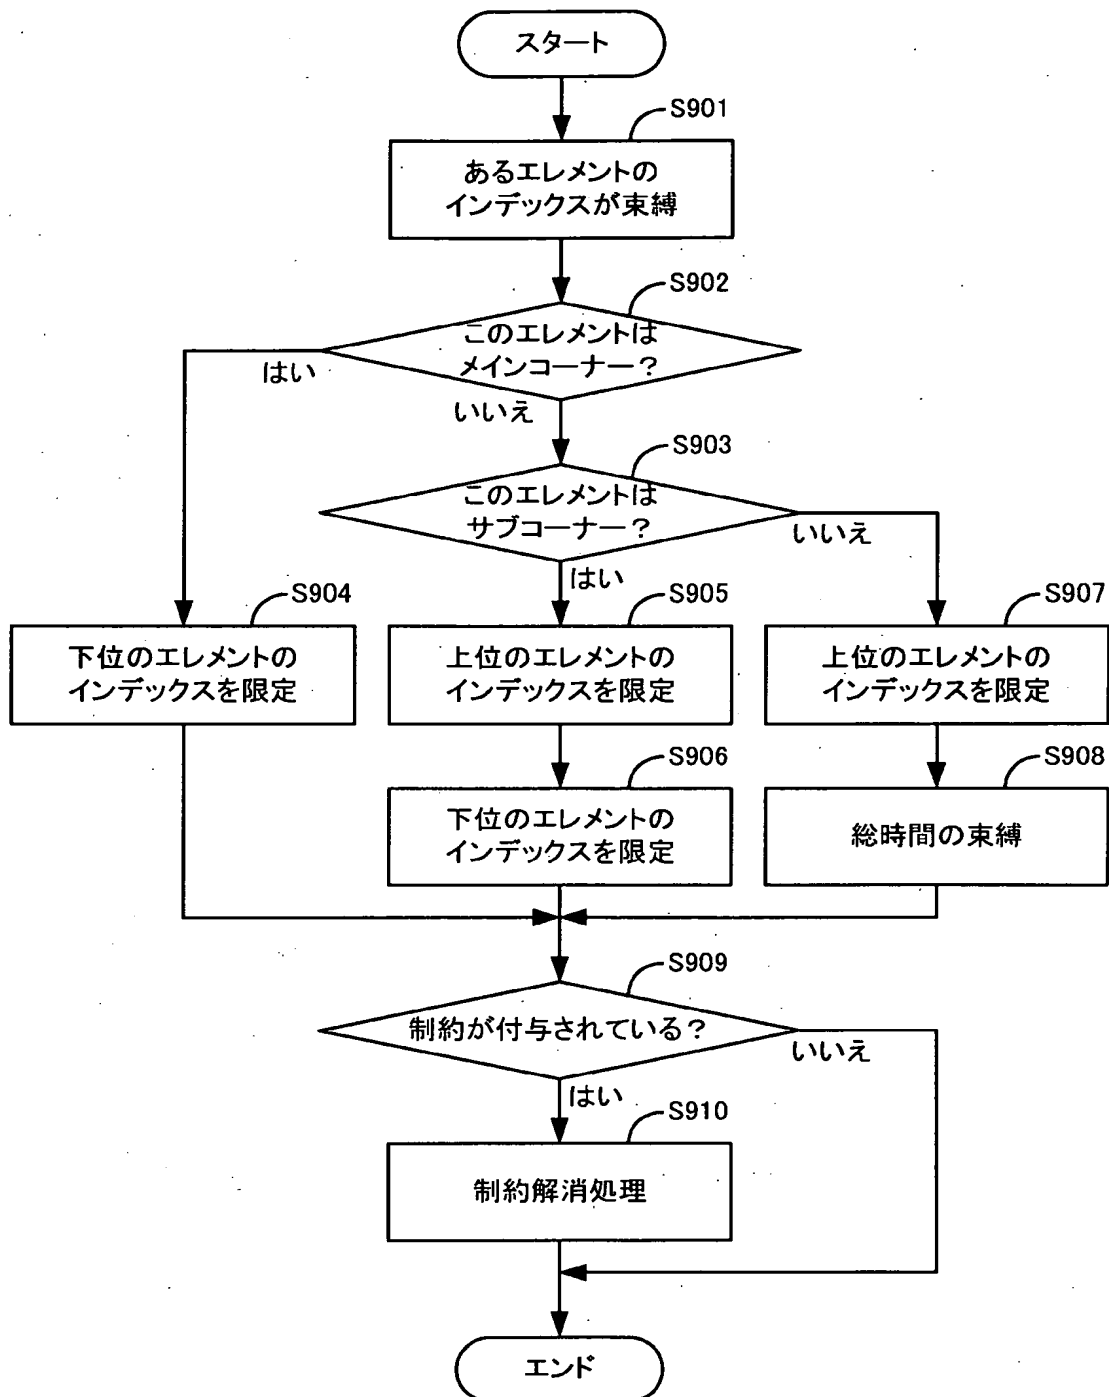 スタート
S901
あるエレメントの
インデックスが束縛
S902
このエレメントは
メインコーナー？
はい
いいえ
S903
このエレメントは
サブコーナー？
いいえ
はい
S904
下位のエレメントの
インデックスを限定
S905
上位のエレメントの
インデックスを限定
S907
上位のエレメントの
インデックスを限定
S906
下位のエレメントの
インデックスを限定
S908
総時間の束縛
S909
制約が付与されている？
いいえ
はい
S910
制約解消処理
エンド